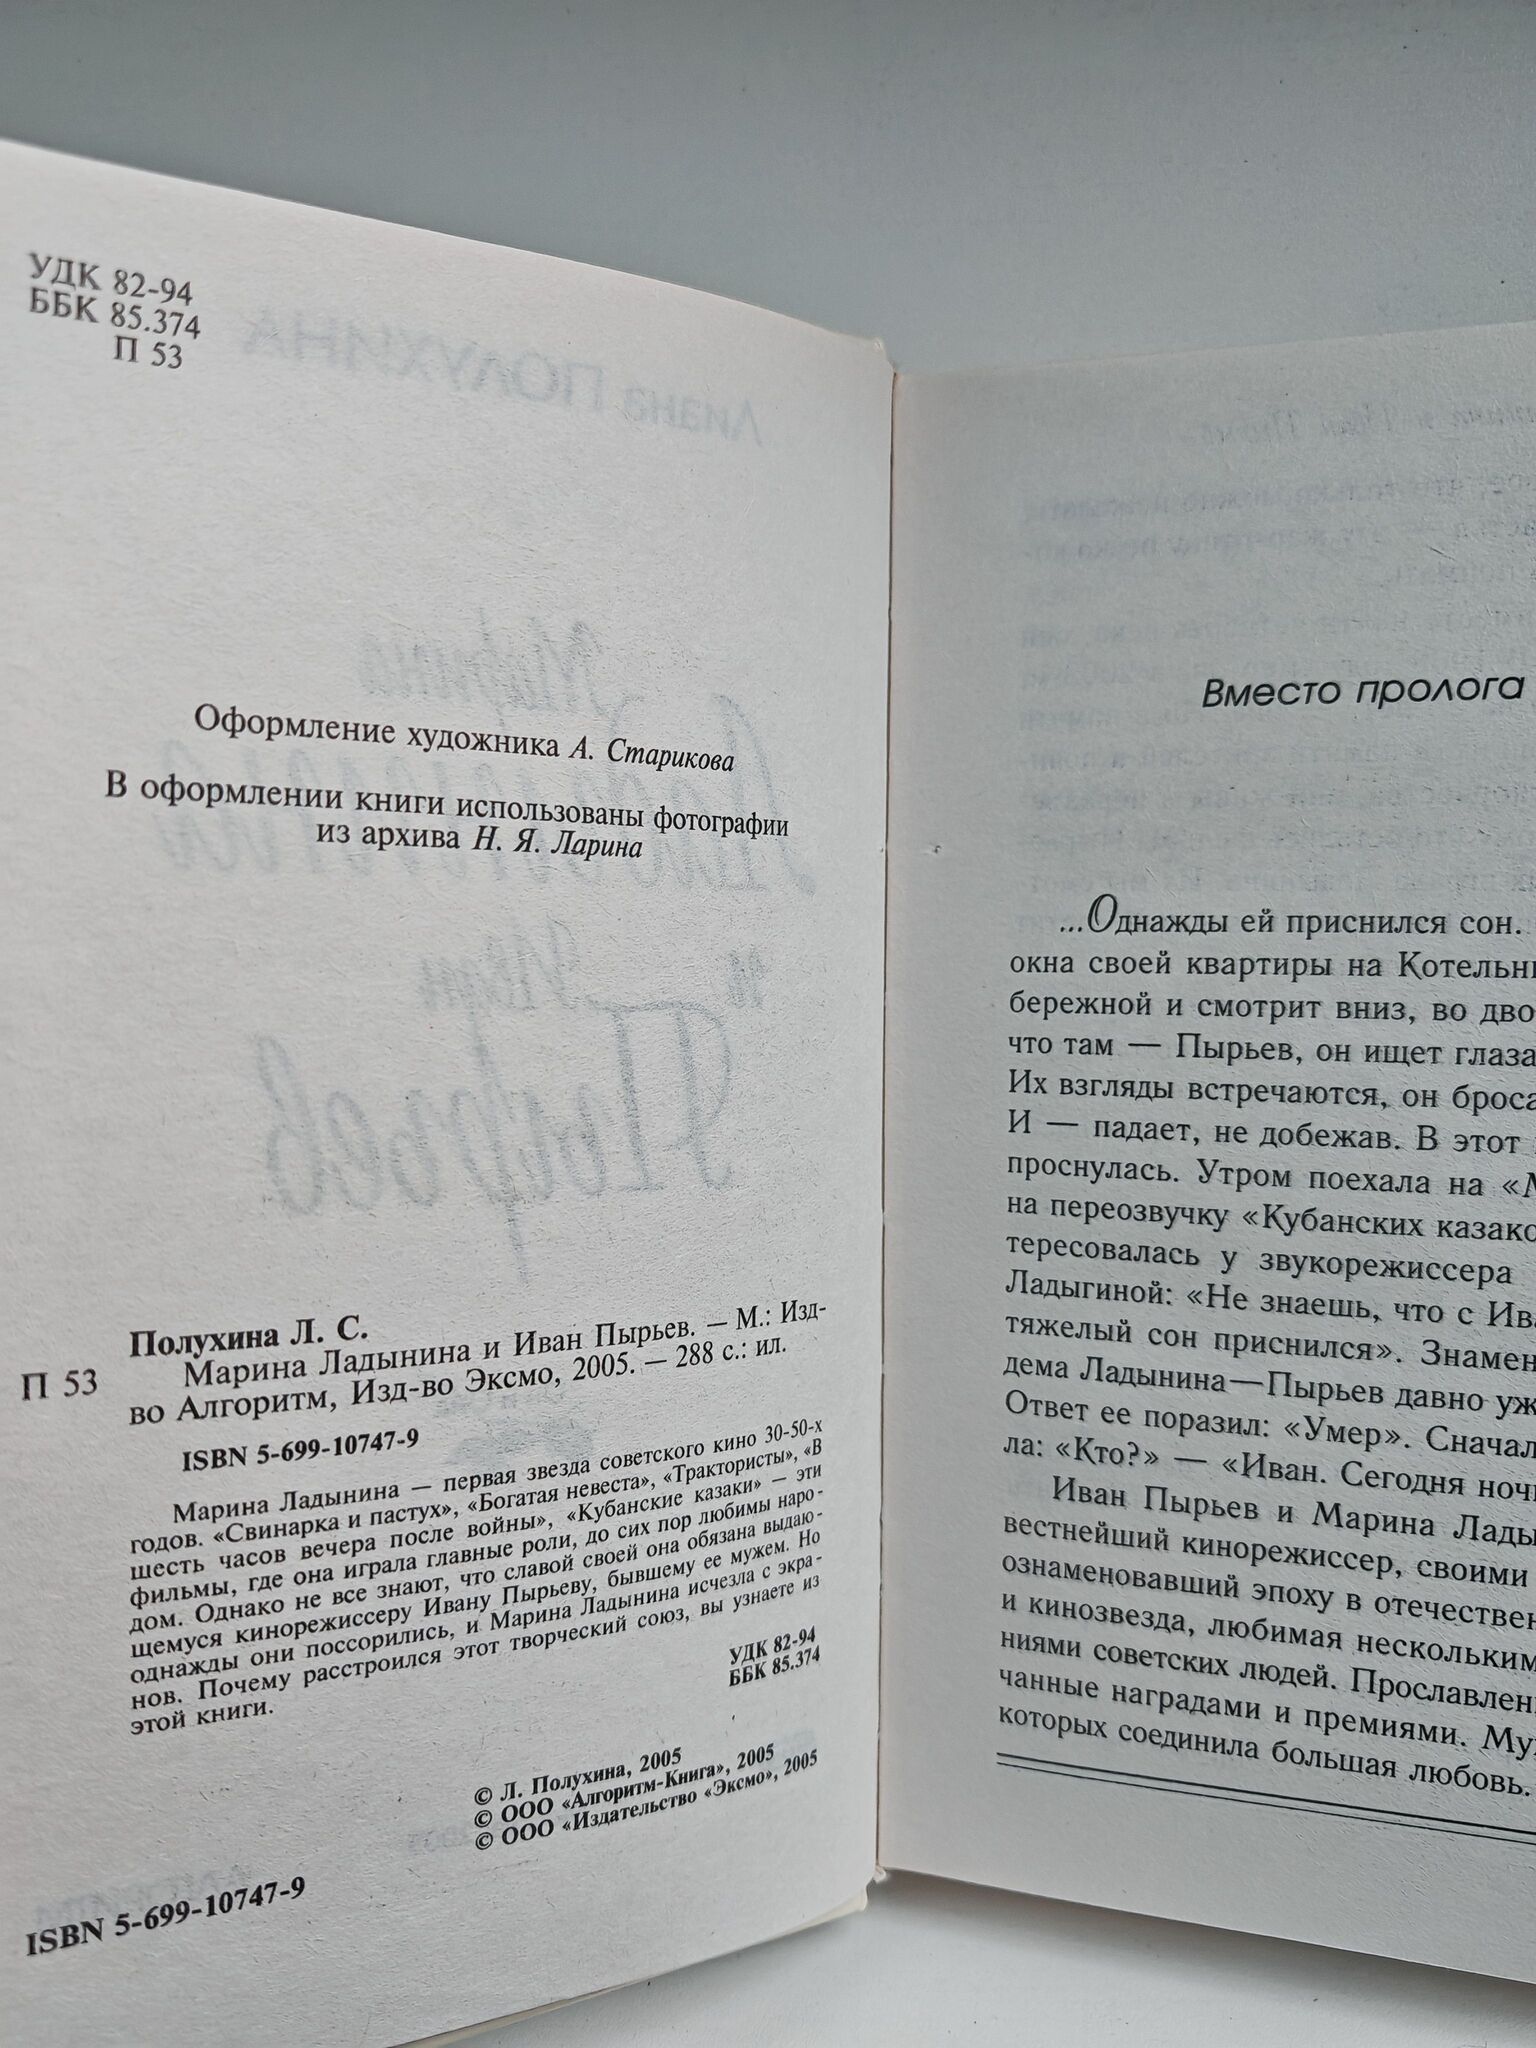 УДК 82-94
ББК 85.374
П 53
Лиана ПОЛУХИНА
Марина
Ладынина
и Иван
Пырьев
Оформление художника А. Старикова
В оформлении книги использованы фотографии
из архива Н. Я. Ларина
Полухина Л. С.
П 53 Марина Ладынина и Иван Пырьев. — М.: Изд-
во Алгоритм, Изд-во Эксмо, 2005. — 288 с.: ил.
ISBN 5-699-10747-9
Марина Ладынина — первая звезда советского кино 30-50-х
годов. «Свинарка и пастух», «Богатая невеста», «Трактористы», «В
шесть часов вечера после войны», «Кубанские казаки» — эти
фильмы, где она играла главные роли, до сих пор любимы наро-
дом. Однако не все знают, что славой своей она обязана выдаю-
щемуся кинорежиссеру Ивану Пырьеву, бывшему ее мужем. Но
однажды они поссорились, и Марина Ладынина исчезла с экра-
нов. Почему расстроился этот творческий союз, вы узнаете из
этой книги.
УДК 82-94
ББК 85.374
© Л. Полухина, 2005
© ООО «Алгоритм-Книга», 2005
© ООО «Издательство «Эксмо», 2005
ISBN 5-699-10747-9
Вместо пролога
...Однажды ей приснился сон.
окна своей квартиры на Котельн
бережной и смотрит вниз, во дво
что там — Пырьев, он ищет глаза
Их взгляды встречаются, он броса
И — падает, не добежав. В этот
проснулась. Утром поехала на «М
на переозвучку «Кубанских казако
тересовалась у звукорежиссера
Ладыгиной: «Не знаешь, что с Ив
тяжелый сон приснился». Знамен
дема Ладынина—Пырьев давно уж
Ответ ее поразил: «Умер». Сначал
ла: «Кто?» — «Иван. Сегодня ноч
Иван Пырьев и Марина Лады
вестнейший кинорежиссер, своими
ознаменовавший эпоху в отечествен
и кинозвезда, любимая нескольким
ниями советских людей. Прославлен
чанные наградами и премиями. Му
которых соединила большая любовь.